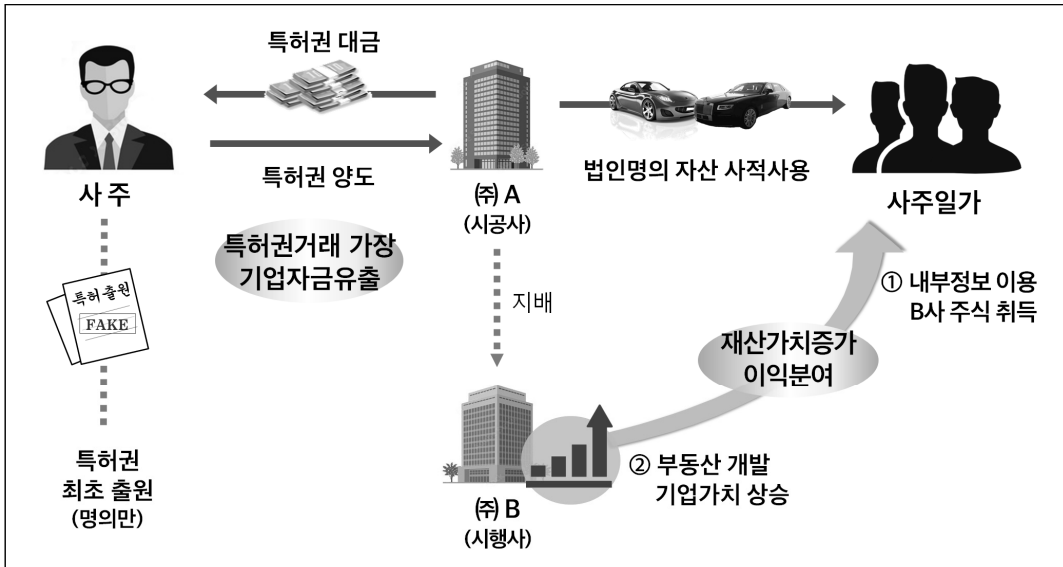 특허권 대금
특허권 양도
사 주
㈜ A
(시공사)
법인명의 자산 사적사용
사주일가
특허권거래 가장
기업자금유출
특허 출원
FAKE
지배
① 내부정보 이용
B사 주식 취득
재산가치증가
이익분여
특허권
최초 출원
(명의만)
② 부동산 개발
기업가치 상승
㈜ B
(시행사)